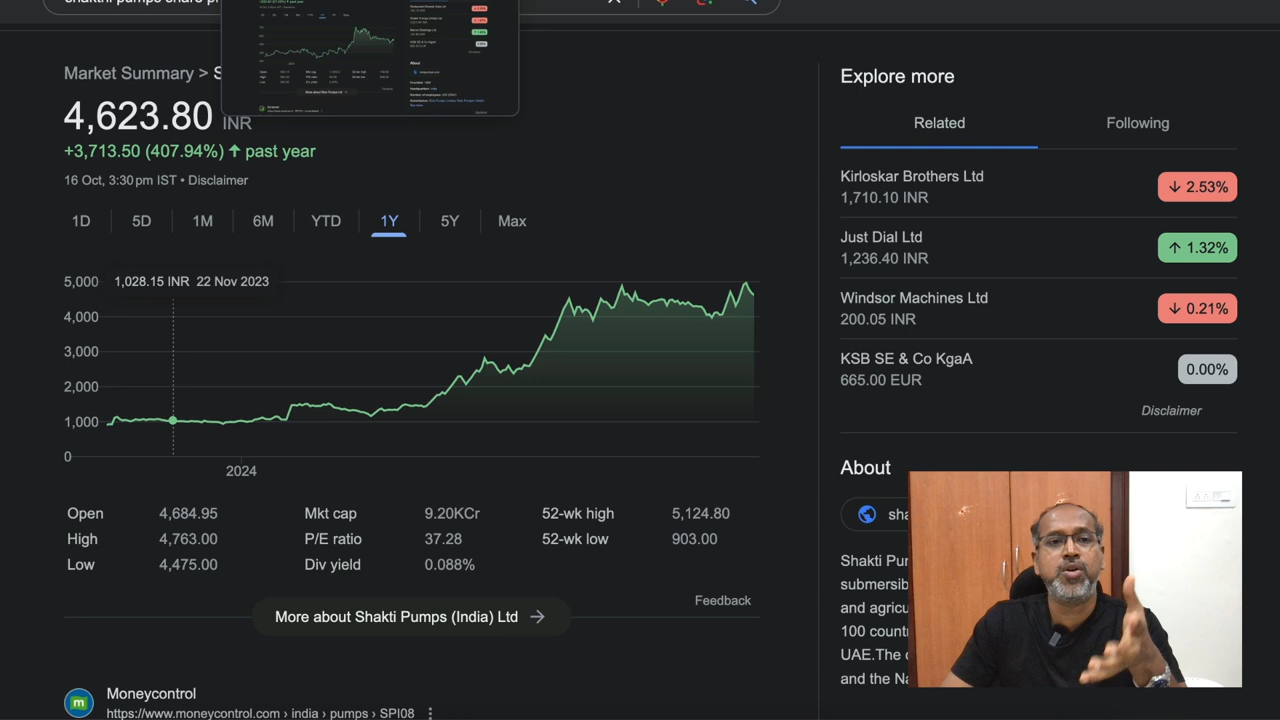 shakti pumps share pr
Market Summary > S
4,623.80 INR
+3,713.50 (407.94%) ↑ past year
16 Oct, 3:30 pm IST • Disclaimer
1D 5D 1M 6M YTD 1Y 5Y Max
1,028.15 INR 22 Nov 2023
5,000
4,000
3,000
2,000
1,000
0
2024
Open 4,684.95 Mkt cap 9.20KCr 52-wk high 5,124.80
High 4,763.00 P/E ratio 37.28 52-wk low 903.00
Low 4,475.00 Div yield 0.088%
Feedback
More about Shakti Pumps (India) Ltd →
Moneycontrol
https://www.moneycontrol.com › india › pumps › SPI08
Explore more
Related Following
Kirloskar Brothers Ltd
1,710.10 INR
↓ 2.53%
Just Dial Ltd
1,236.40 INR
↑ 1.32%
Windsor Machines Ltd
200.05 INR
↓ 0.21%
KSB SE & Co KgaA
665.00 EUR
0.00%
Disclaimer
About
sha
Shakti Pur
submersib
and agricu
100 count
UAE.The c
and the Na